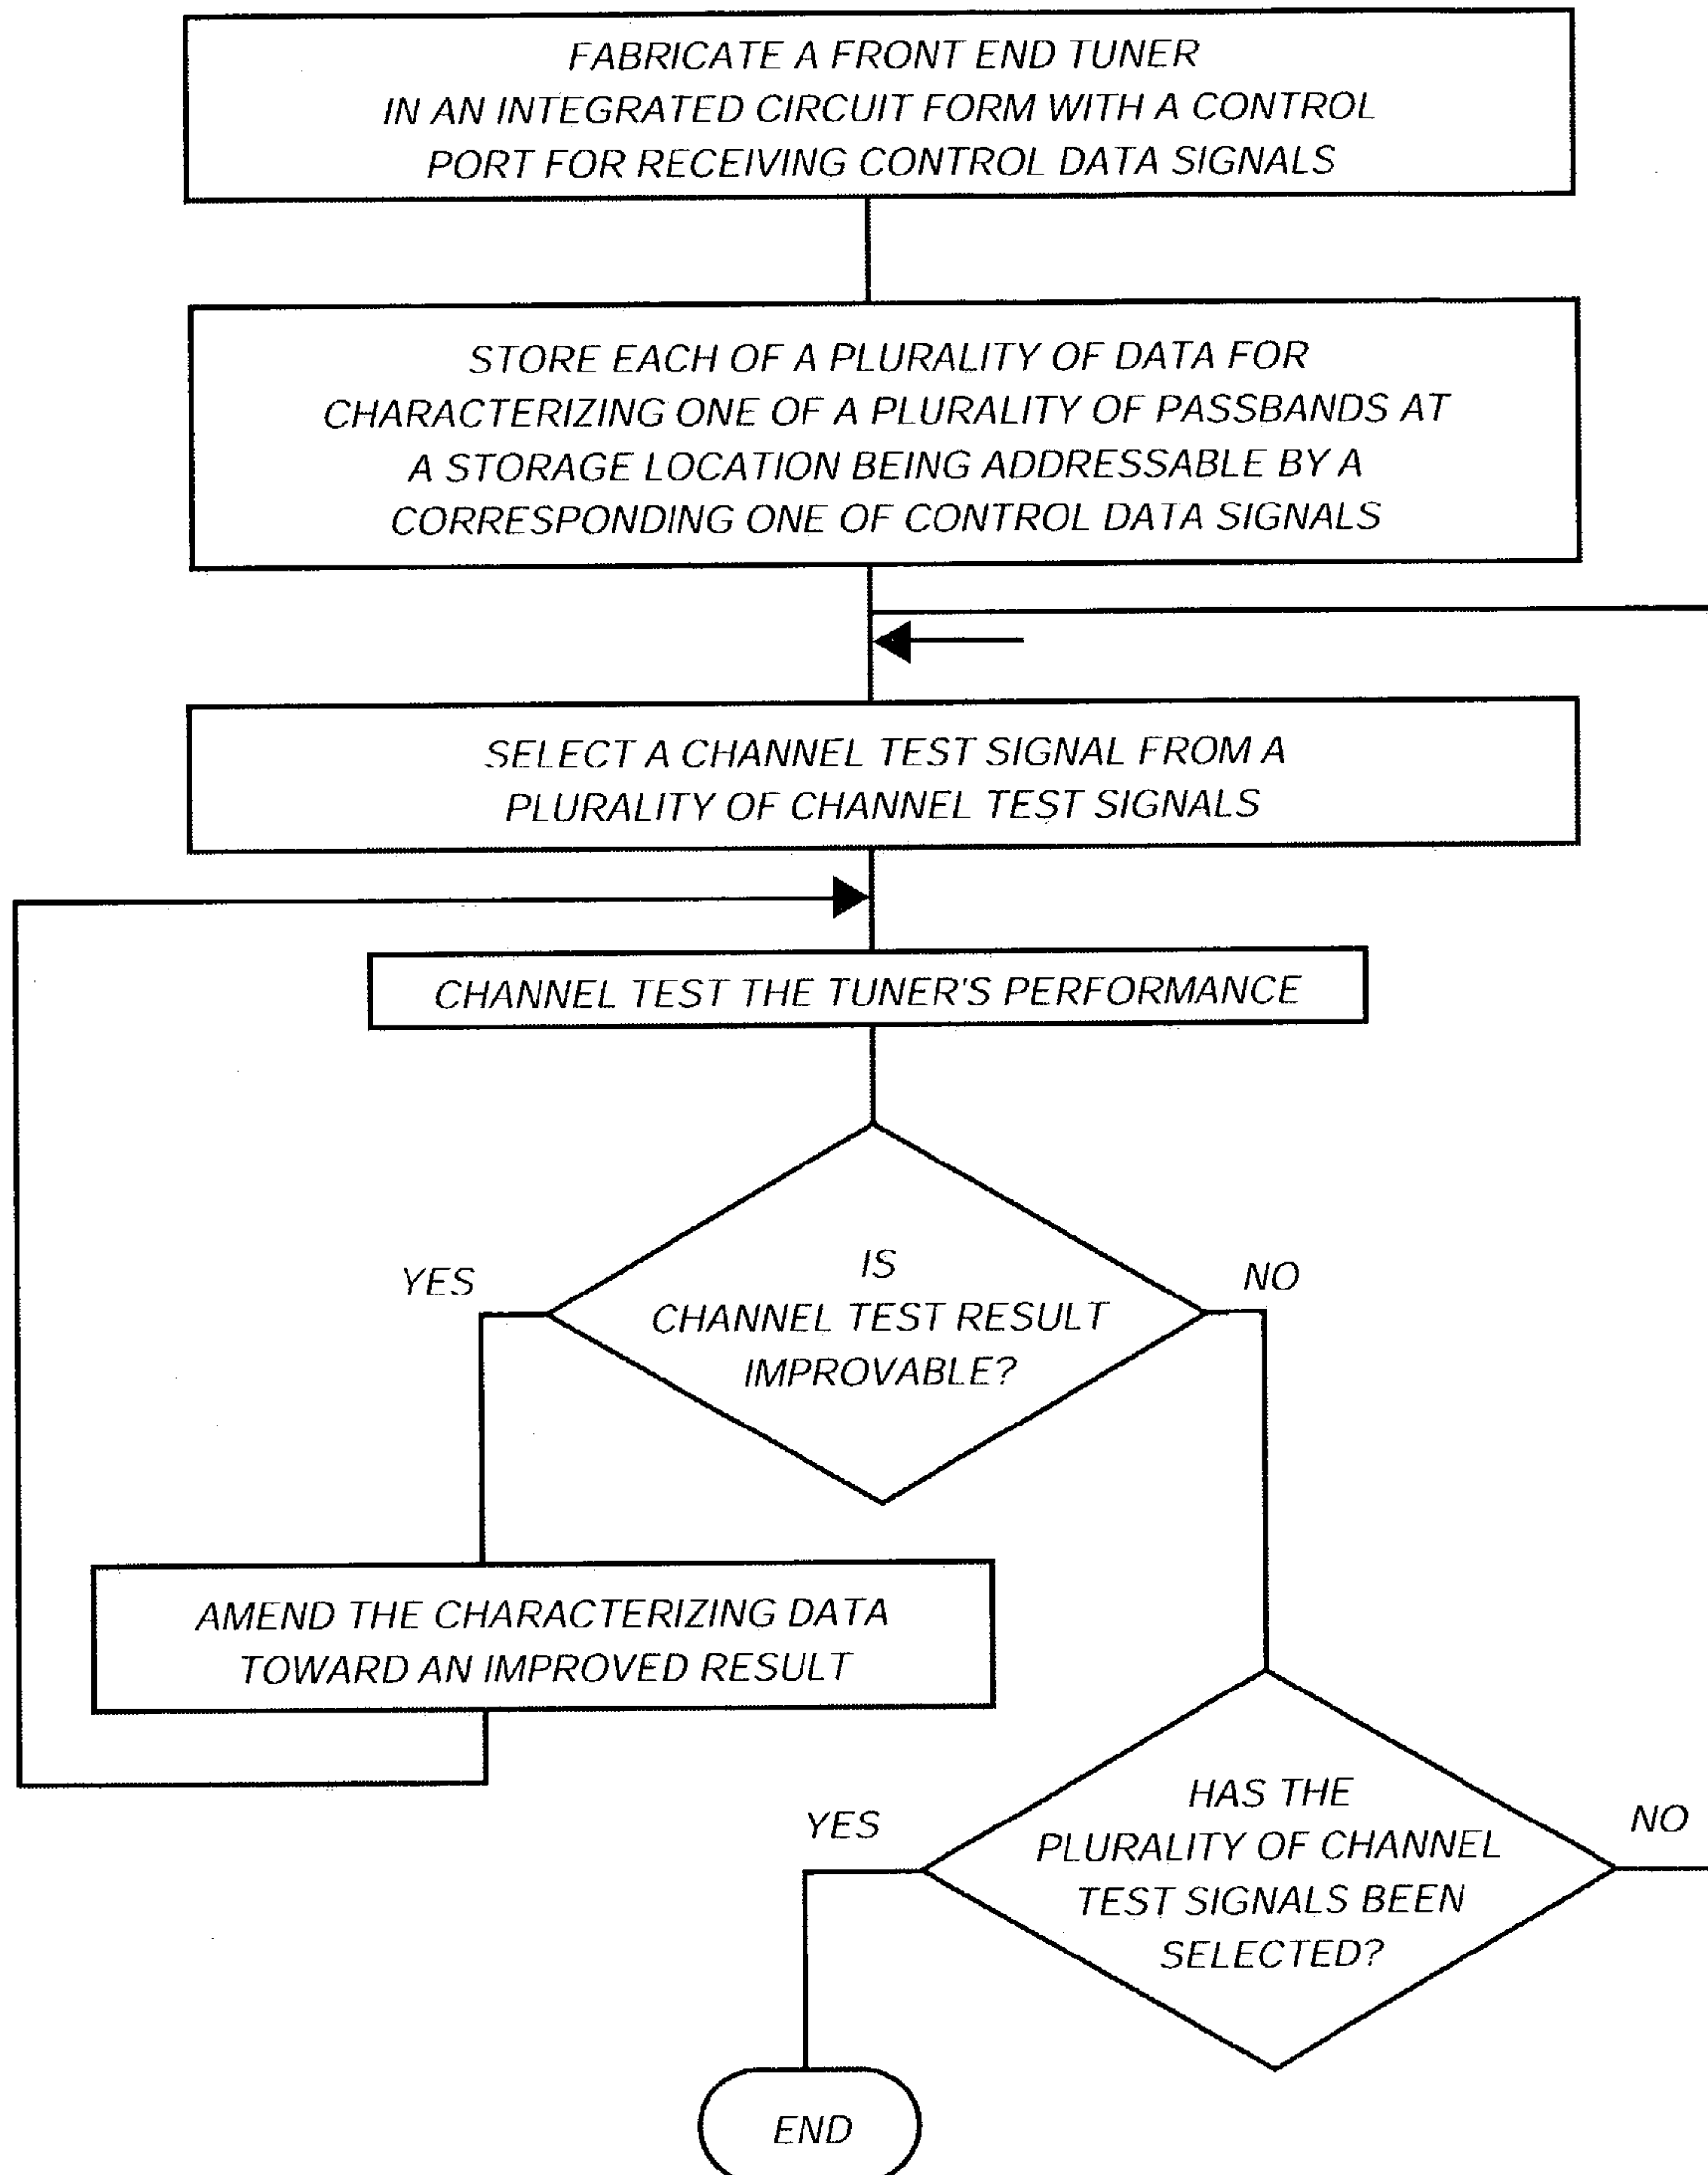 FABRICATE A FRONT END TUNER
IN AN INTEGRATED CIRCUIT FORM WITH A CONTROL
PORT FOR RECEIVING CONTROL DATA SIGNALS
STORE EACH OF A PLURALITY OF DATA FOR
CHARACTERIZING ONE OF A PLURALITY OF PASSBANDS AT
A STORAGE LOCATION BEING ADDRESSABLE BY A
CORRESPONDING ONE OF CONTROL DATA SIGNALS
SELECT A CHANNEL TEST SIGNAL FROM A
PLURALITY OF CHANNEL TEST SIGNALS
CHANNEL TEST THE TUNER'S PERFORMANCE
YES
IS
CHANNEL TEST RESULT
IMPROVABLE?
NO
AMEND THE CHARACTERIZING DATA
TOWARD AN IMPROVED RESULT
YES
HAS THE
PLURALITY OF CHANNEL
TEST SIGNALS BEEN
SELECTED?
NO
END